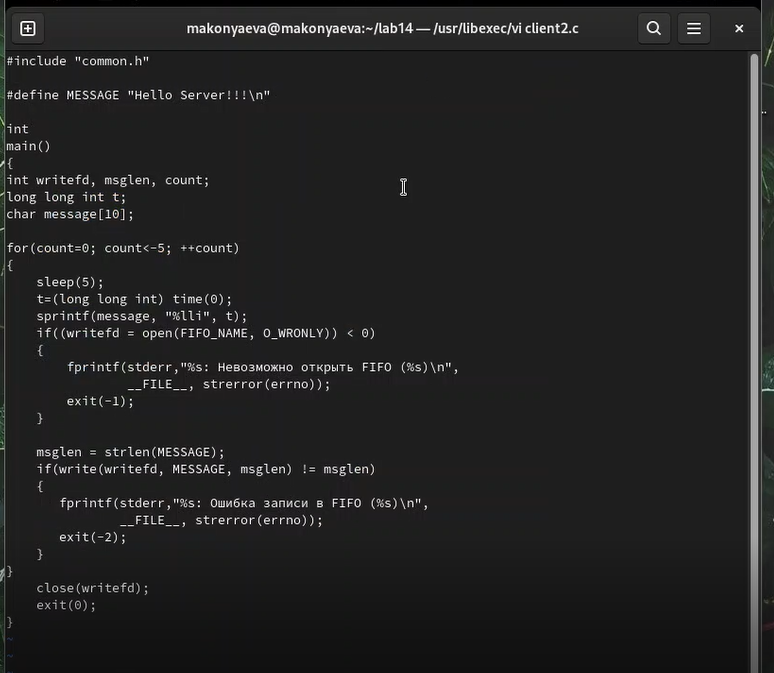 makonyaeva@makonyaeva:~/lab14 — /usr/libexec/vi client2.c
#include "common.h"
#define MESSAGE "Hello Server!!!\n"
int
main()
{
int writefd, msglen, count;
long long int t;
char message[10];
for(count=0; count<-5; ++count)
{
    sleep(5);
    t=(long long int) time(0);
    sprintf(message, "%lli", t);
    if((writefd = open(FIFO_NAME, O_WRONLY)) < 0)
    {
        fprintf(stderr,"%s: Невозможно открыть FIFO (%s)\n",
                __FILE__, strerror(errno));
        exit(-1);
    }
    msglen = strlen(MESSAGE);
    if(write(writefd, MESSAGE, msglen) != msglen)
    {
       fprintf(stderr,"%s: Ошибка записи в FIFO (%s)\n",
               __FILE__, strerror(errno));
       exit(-2);
    }
}
    close(writefd);
    exit(0);
}
~
~